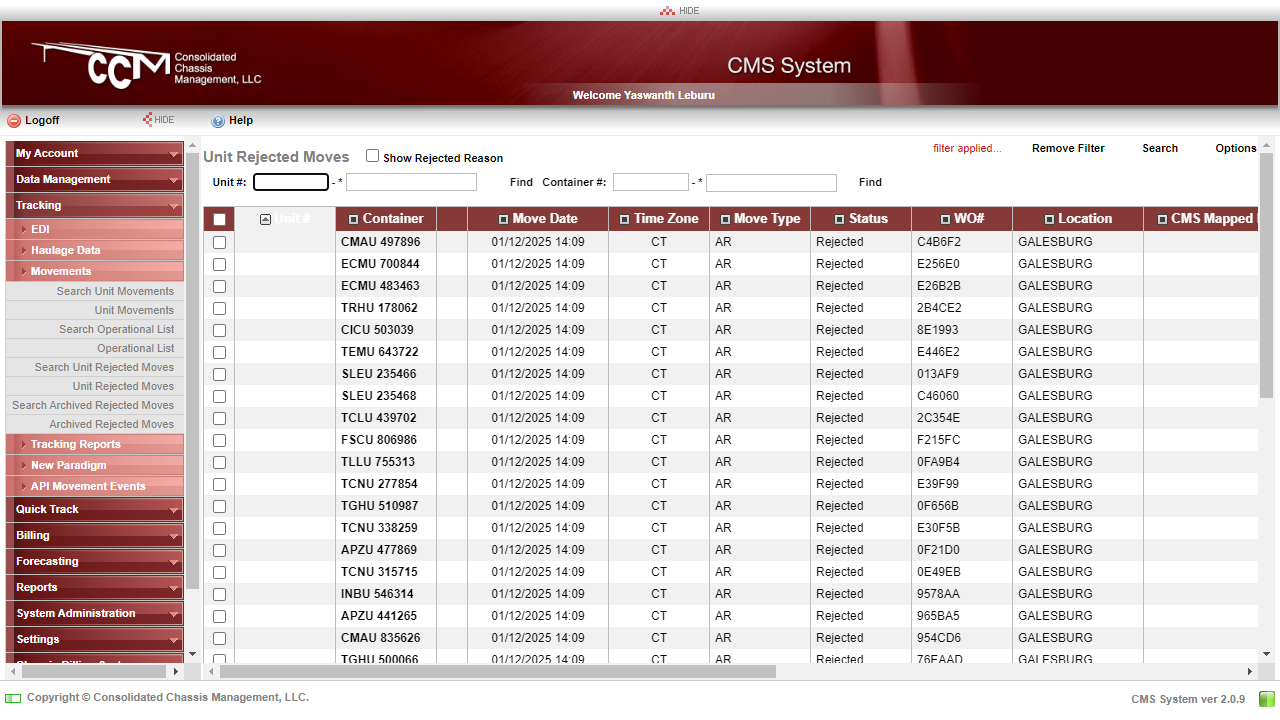 HIDE
CCM Consolidated Chassis Management, LLC
CMS System
Welcome Yaswanth Leburu
Logoff HIDE Help
My Account
Data Management
Tracking
EDI
Haulage Data
Movements
Search Unit Movements
Unit Movements
Search Operational List
Operational List
Search Unit Rejected Moves
Unit Rejected Moves
Search Archived Rejected Moves
Archived Rejected Moves
Tracking Reports
New Paradigm
API Movement Events
Quick Track
Billing
Forecasting
Reports
System Administration
Settings
Unit Rejected Moves Show Rejected Reason filter applied... Remove Filter Search Options
Unit #: - * Find Container #: - * Find
Unit # Container Move Date Time Zone Move Type Status WO# Location CMS Mapped
CMAU 497896 01/12/2025 14:09 CT AR Rejected C4B6F2 GALESBURG
ECMU 700844 01/12/2025 14:09 CT AR Rejected E256E0 GALESBURG
ECMU 483463 01/12/2025 14:09 CT AR Rejected E26B2B GALESBURG
TRHU 178062 01/12/2025 14:09 CT AR Rejected 2B4CE2 GALESBURG
CICU 503039 01/12/2025 14:09 CT AR Rejected 8E1993 GALESBURG
TEMU 643722 01/12/2025 14:09 CT AR Rejected E446E2 GALESBURG
SLEU 235466 01/12/2025 14:09 CT AR Rejected 013AF9 GALESBURG
SLEU 235468 01/12/2025 14:09 CT AR Rejected C46060 GALESBURG
TCLU 439702 01/12/2025 14:09 CT AR Rejected 2C354E GALESBURG
FSCU 806986 01/12/2025 14:09 CT AR Rejected F215FC GALESBURG
TLLU 755313 01/12/2025 14:09 CT AR Rejected 0FA9B4 GALESBURG
TCNU 277854 01/12/2025 14:09 CT AR Rejected E39F99 GALESBURG
TGHU 510987 01/12/2025 14:09 CT AR Rejected 0F656B GALESBURG
TCNU 338259 01/12/2025 14:09 CT AR Rejected E30F5B GALESBURG
APZU 477869 01/12/2025 14:09 CT AR Rejected 0F21D0 GALESBURG
TCNU 315715 01/12/2025 14:09 CT AR Rejected 0E49EB GALESBURG
INBU 546314 01/12/2025 14:09 CT AR Rejected 9578AA GALESBURG
APZU 441265 01/12/2025 14:09 CT AR Rejected 965BA5 GALESBURG
CMAU 835626 01/12/2025 14:09 CT AR Rejected 954CD6 GALESBURG
TGHU 500066 01/12/2025 14:09 CT AR Rejected 76EAAD GALESBURG
Copyright © Consolidated Chassis Management, LLC. CMS System ver 2.0.9